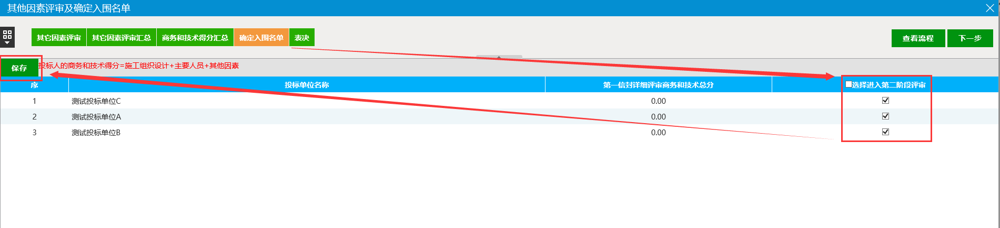 其他因素评审及确定入围名单
其它因素评审 其它因素评审汇总 商务和技术得分汇总 确定入围名单 表决 查看流程 下一步
保存 投标人的商务和技术得分=施工组织设计+主要人员+其他因素
序 投标单位名称 第一信封详细评审商务和技术总分 选择进入第二阶段评审
1 测试投标单位C 0.00
2 测试投标单位A 0.00
3 测试投标单位B 0.00